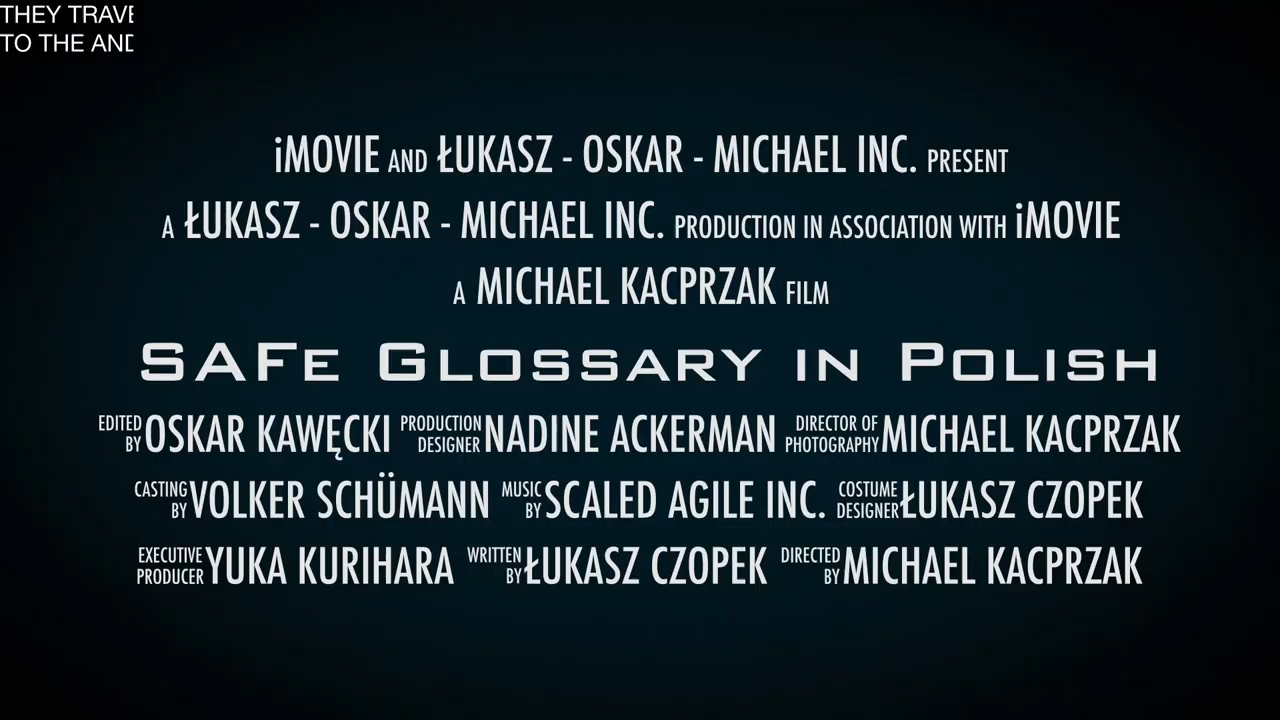 THEY
TO THE
iMOVIE AND ŁUKASZ - OSKAR - MICHAEL INC. PRESENT
A ŁUKASZ - OSKAR - MICHAEL INC. PRODUCTION IN ASSOCIATION WITH iMOVIE
A MICHAEL KACPRZAK FILM
SAFe GLOSSARY IN POLISH
EDITED BY OSKAR KAWĘCKI PRODUCTION DESIGNER NADINE ACKERMAN DIRECTOR OF PHOTOGRAPHY MICHAEL KACPRZAK
CASTING BY VOLKER SCHÜMANN MUSIC BY SCALED AGILE INC. COSTUME DESIGNER ŁUKASZ CZOPEK
EXECUTIVE PRODUCER YUKA KURIHARA WRITTEN BY ŁUKASZ CZOPEK DIRECTED BY MICHAEL KACPRZAK